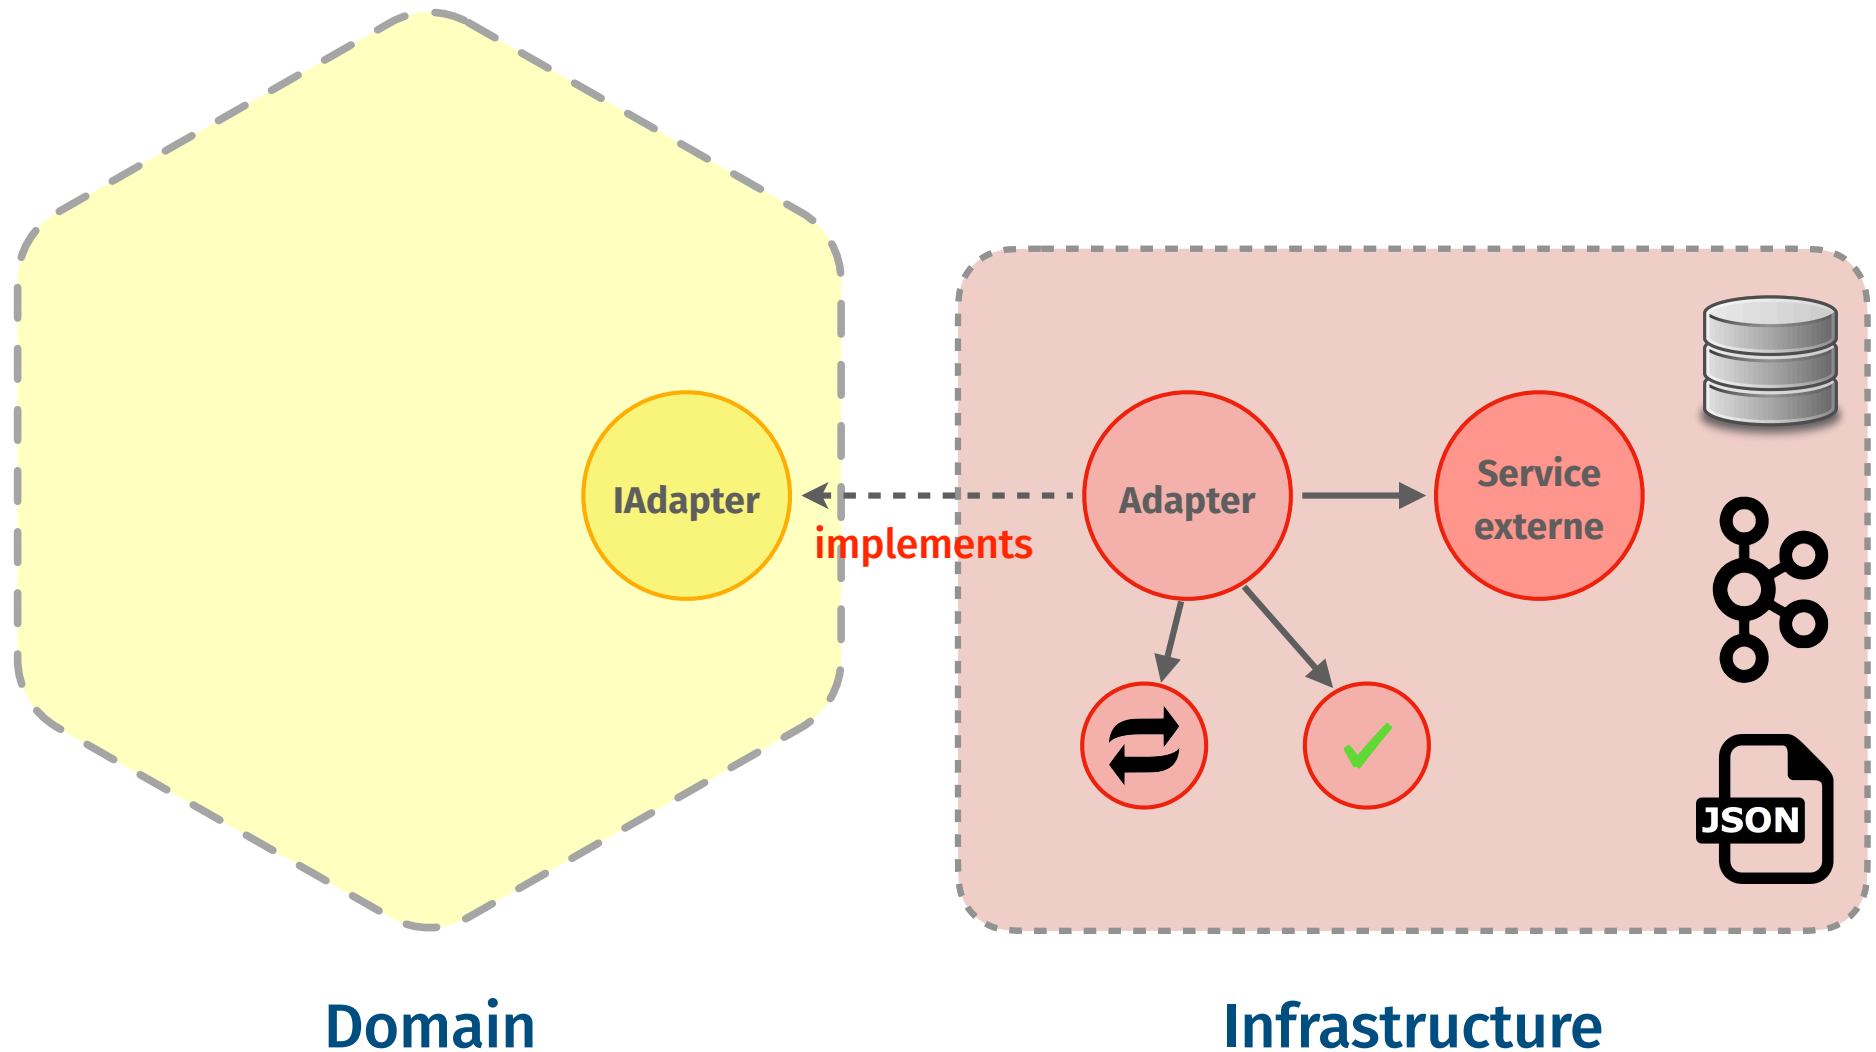 IAdapter
implements
Adapter
Service
externe
JSON
Domain
Infrastructure